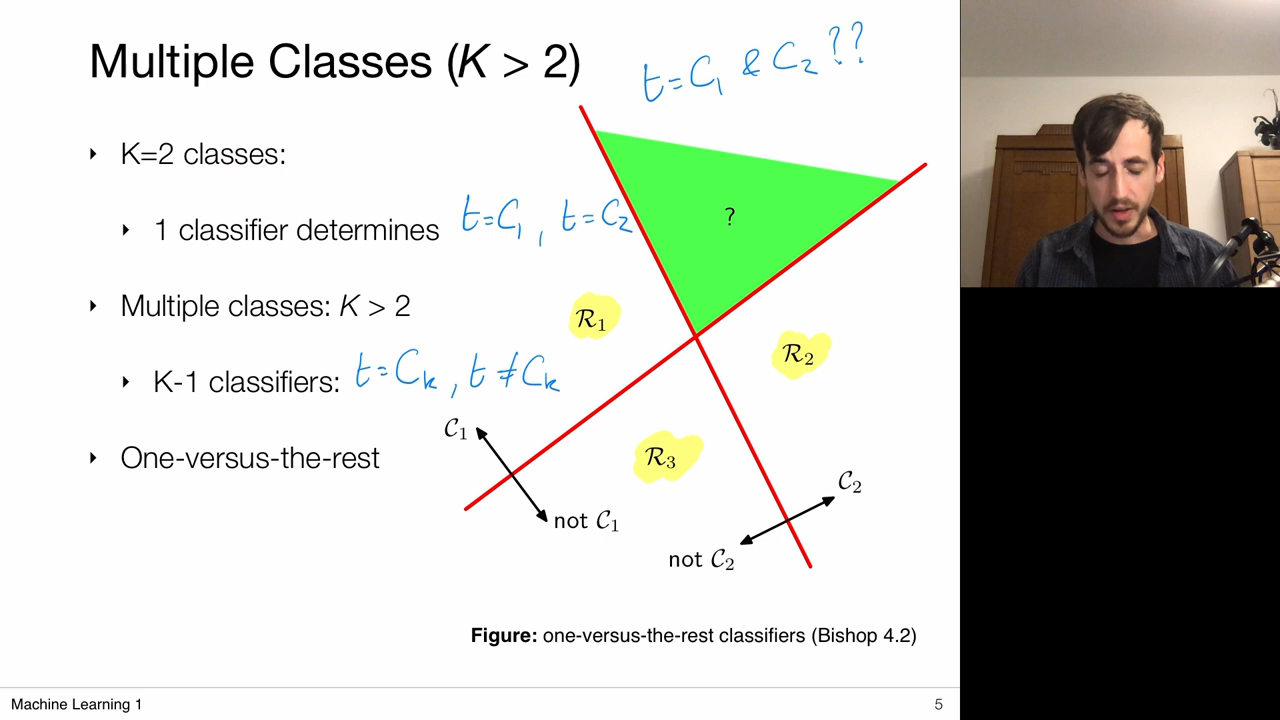 Multiple Classes (K > 2)
t=C₁ & C₂ ??
K=2 classes:
1 classifier determines t=C₁, t=C₂
Multiple classes: K > 2
K-1 classifiers: t=Cₖ, t≠Cₖ
One-versus-the-rest
?
R₁
R₂
R₃
C₁
not C₁
C₂
not C₂
Figure: one-versus-the-rest classifiers (Bishop 4.2)
Machine Learning 1
5